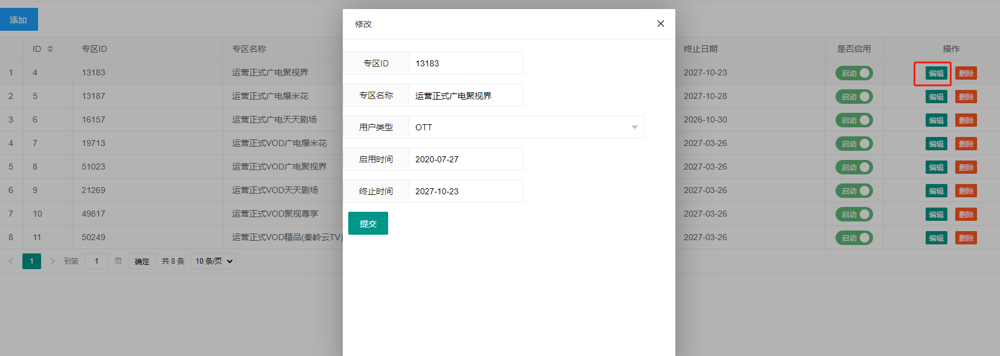 添加
修改
ID 专区ID 专区名称 终止日期 是否启用 操作
1 4 13183 运营正式广电聚视界 2027-10-23 启动 编辑 删除
2 5 13187 运营正式广电爆米花 2027-10-28 启动 编辑 删除
3 6 16157 运营正式广电天天剧场 2026-10-30 启动 编辑 删除
4 7 19713 运营正式VOD广电爆米花 2027-03-26 启动 编辑 删除
5 8 51023 运营正式VOD广电聚视界 2027-03-26 启动 编辑 删除
6 9 21269 运营正式VOD天天剧场 2027-03-26 启动 编辑 删除
7 10 49817 运营正式VOD聚视尊享 2027-03-26 启动 编辑 删除
8 11 50249 运营正式VOD精品(秦岭云TV) 2027-03-26 启动 编辑 删除
1 到第 1 页 确定 共 8 条 10 条/页
专区ID 13183
专区名称 运营正式广电聚视界
用户类型 OTT
启用时间 2020-07-27
终止时间 2027-10-23
提交